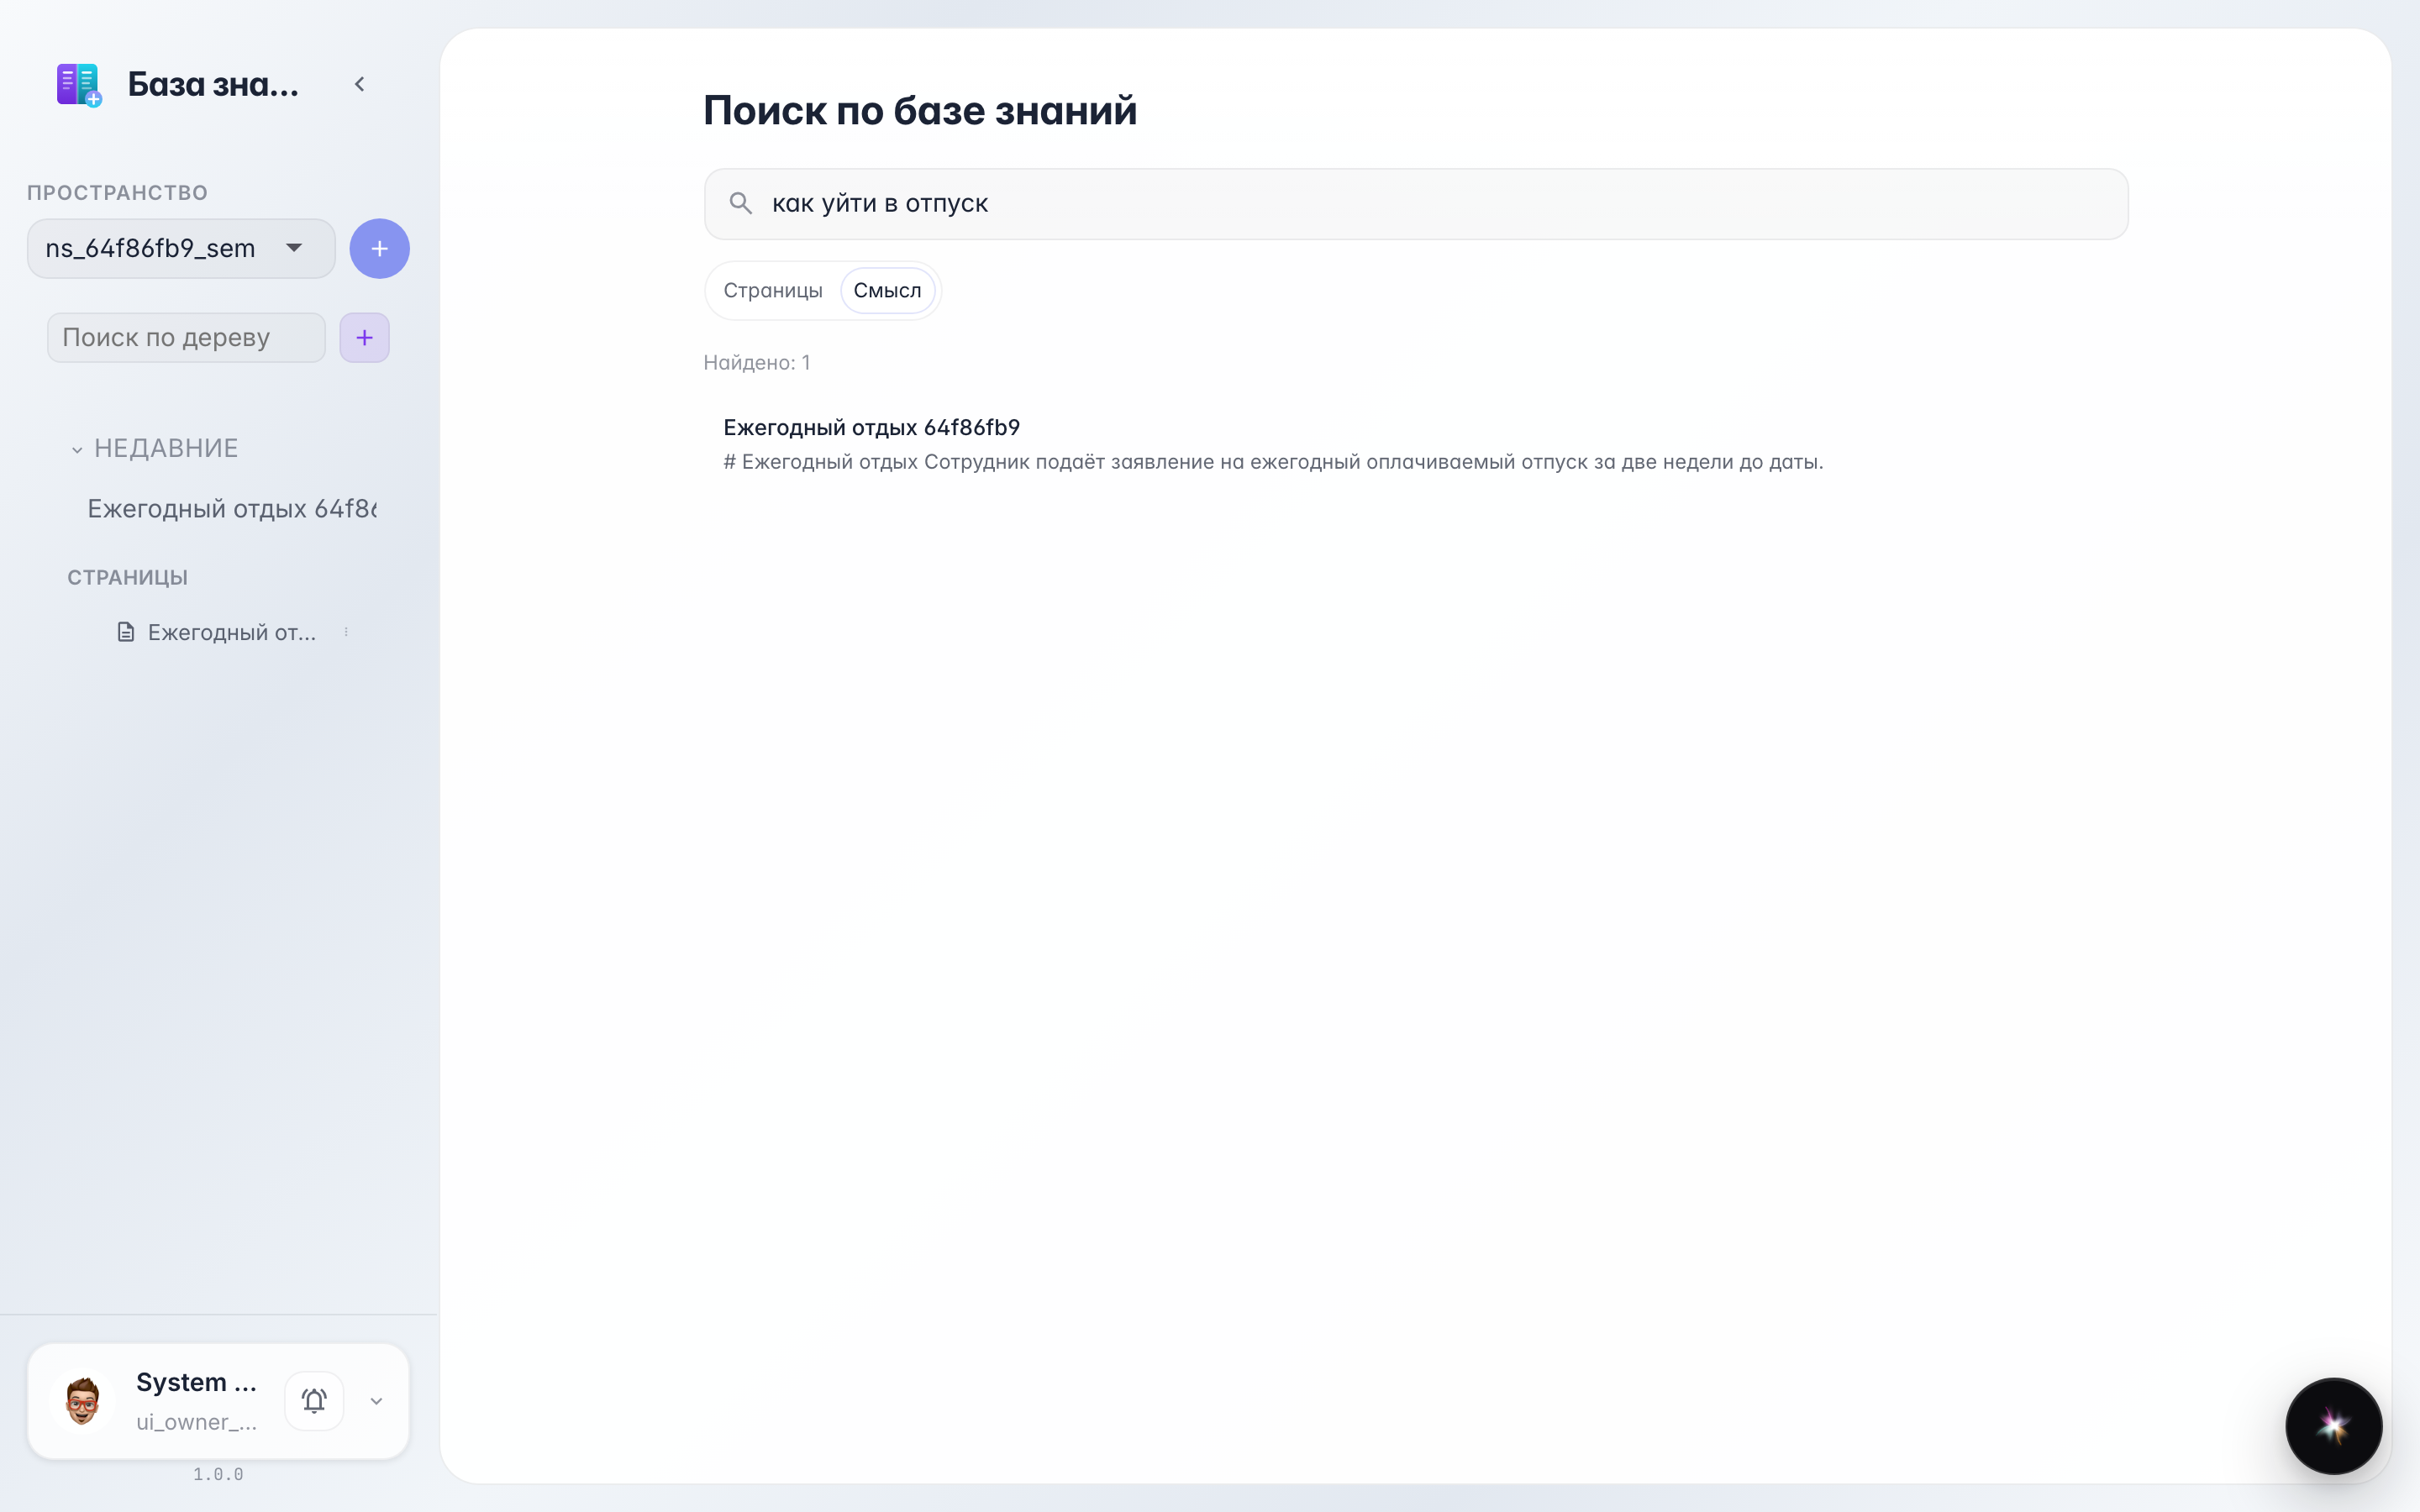 База зна...
ПРОСТРАНСТВО
ns_64f86fb9_sem
Поиск по дереву
НЕДАВНИЕ
Ежегодный отдых 64f86
СТРАНИЦЫ
Ежегодный от...
System ...
ui_owner_...
1.0.0
Поиск по базе знаний
как уйти в отпуск
Страницы Смысл
Найдено: 1
Ежегодный отдых 64f86fb9
# Ежегодный отдых Сотрудник подаёт заявление на ежегодный оплачиваемый отпуск за две недели до даты.